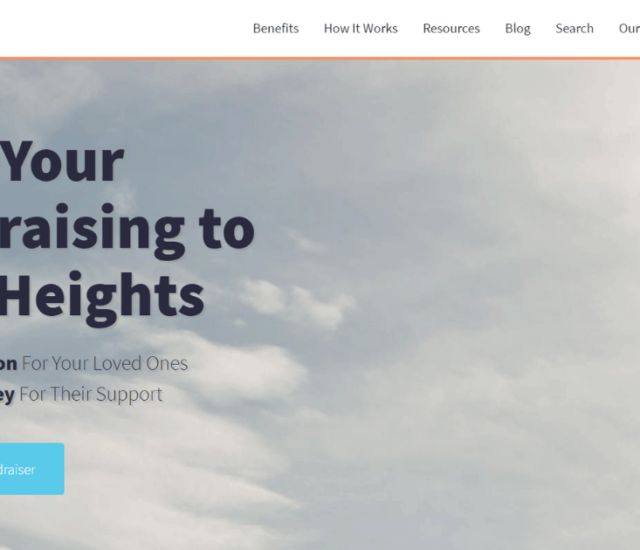 Benefits How It Works Resources Blog Search Our
Your
raising to
Heights
on For Your Loved Ones
ey For Their Support
draiser